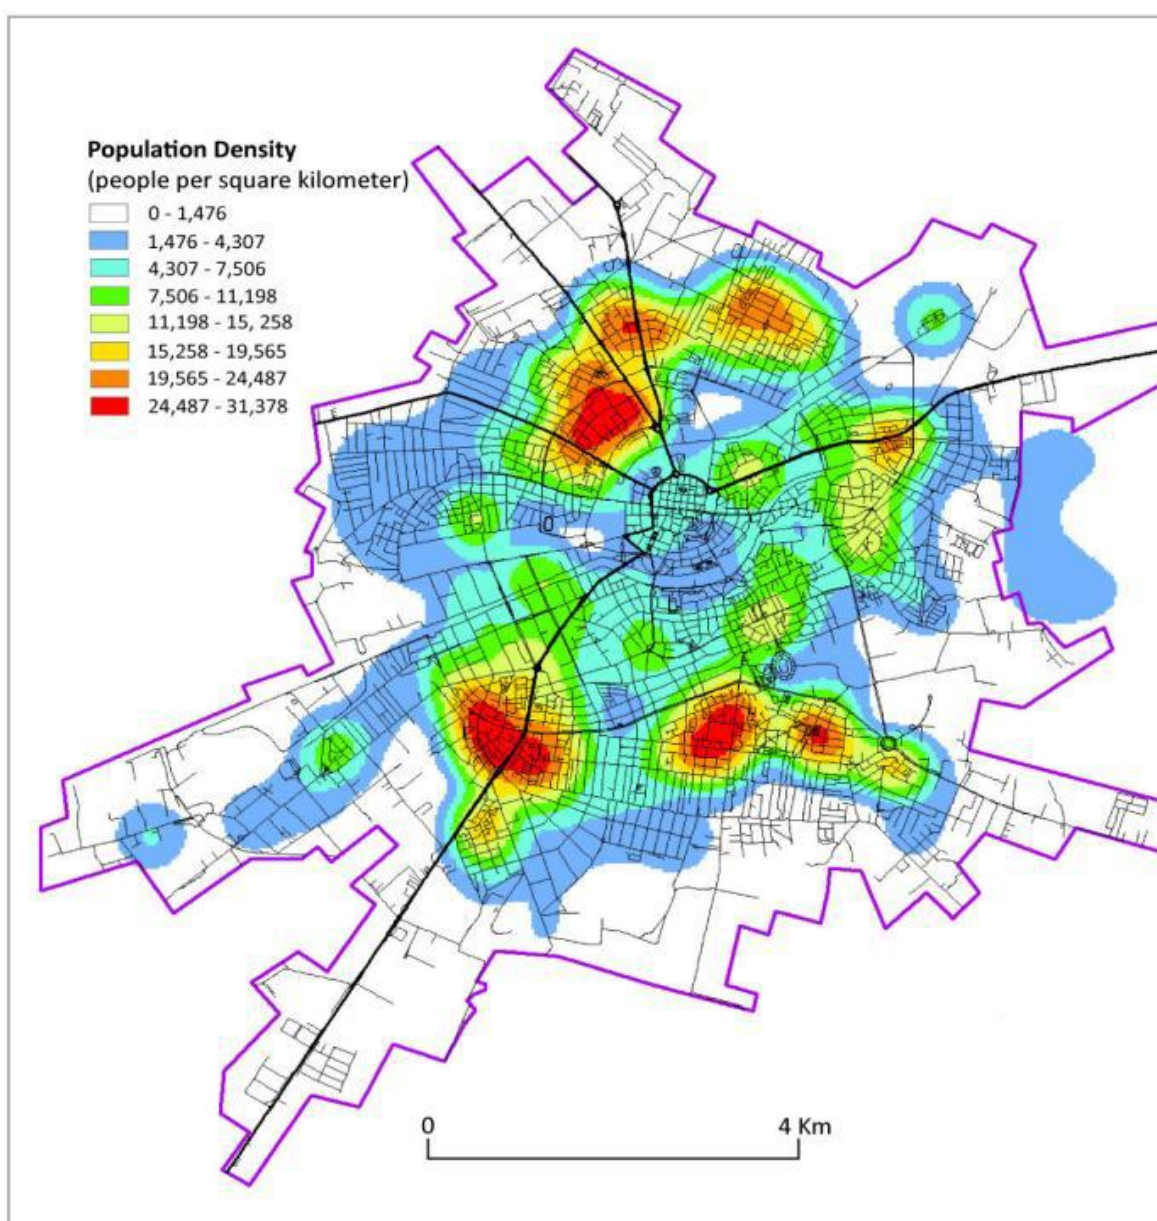 Population Density
(people per square kilometer)
0 - 1,476
1,476 - 4,307
4,307 - 7,506
7,506 - 11,198
11,198 - 15, 258
15,258 - 19,565
19,565 - 24,487
24,487 - 31,378
0 4 Km